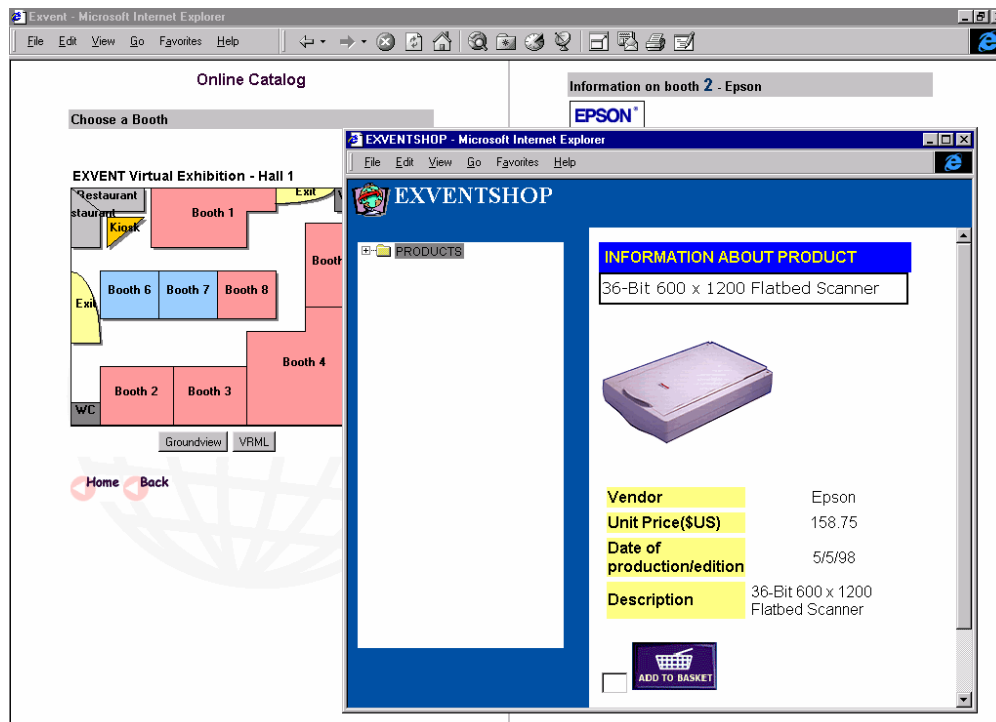 Exvent - Microsoft Internet Explorer
File Edit View Go Favorites Help
Online Catalog
Choose a Booth
EXVENT Virtual Exhibition - Hall 1
Restaurant
staurant
Kiosk
Booth 1
Exit
Booth
Exit
Booth 6
Booth 7
Booth 8
Booth 4
Booth 2
Booth 3
WC
Groundview
VRML
Home
Back
Information on booth 2 - Epson
EPSON
EXVENTSHOP - Microsoft Internet Explorer
File Edit View Go Favorites Help
EXVENTSHOP
PRODUCTS
INFORMATION ABOUT PRODUCT
36-Bit 600 x 1200 Flatbed Scanner
Vendor Epson
Unit Price($US) 158.75
Date of
production/edition 5/5/98
Description 36-Bit 600 x 1200
Flatbed Scanner
ADD TO BASKET